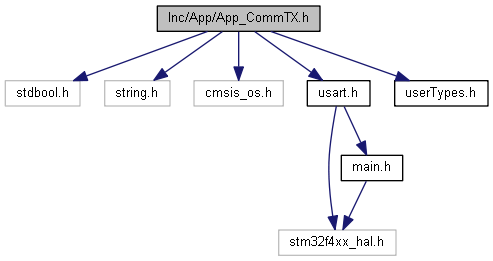 Inc/App/App_CommTX.h
stdbool.h
string.h
cmsis_os.h
usart.h
userTypes.h
main.h
stm32f4xx_hal.h